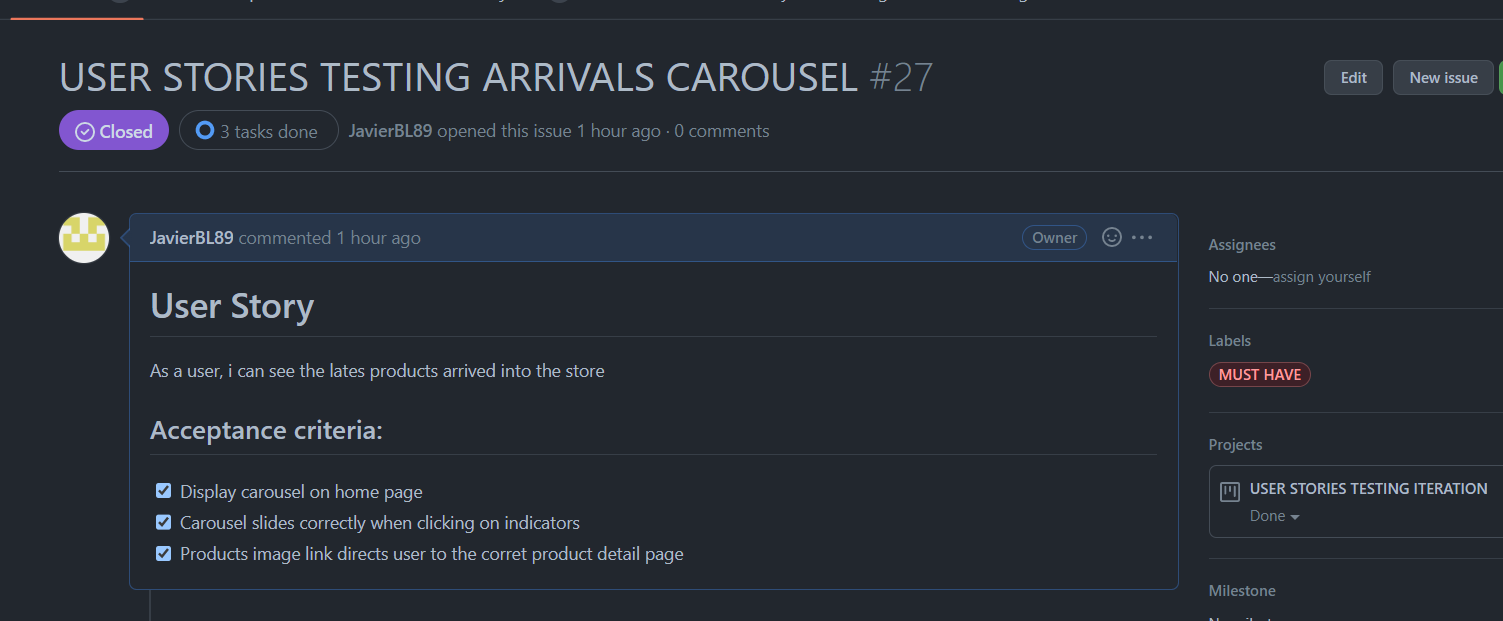 USER STORIES TESTING ARRIVALS CAROUSEL #27
Edit
New issue
Closed
3 tasks done
JavierBL89 opened this issue 1 hour ago · 0 comments
JavierBL89 commented 1 hour ago
Owner
User Story
As a user, i can see the lates products arrived into the store
Acceptance criteria:
Display carousel on home page
Carousel slides correctly when clicking on indicators
Products image link directs user to the corret product detail page
Assignees
No one—assign yourself
Labels
MUST HAVE
Projects
USER STORIES TESTING ITERATION
Done
Milestone